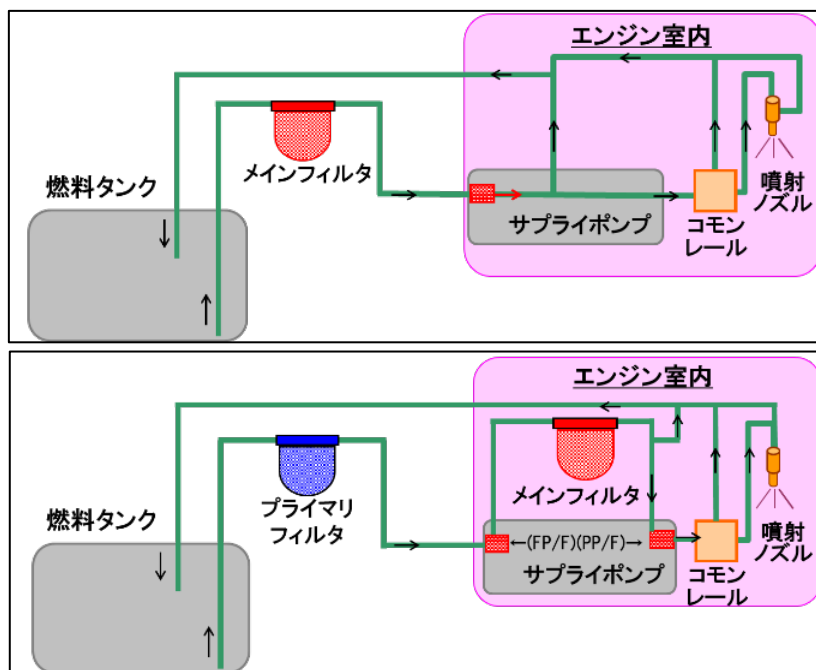 エンジン室内
メインフィルタ
燃料タンク
サプライポンプ
コモン
レール
噴射
ノズル
エンジン室内
メインフィルタ
プライマリ
フィルタ
燃料タンク
←(FP/F)(PP/F)→
サプライポンプ
コモン
レール
噴射
ノズル